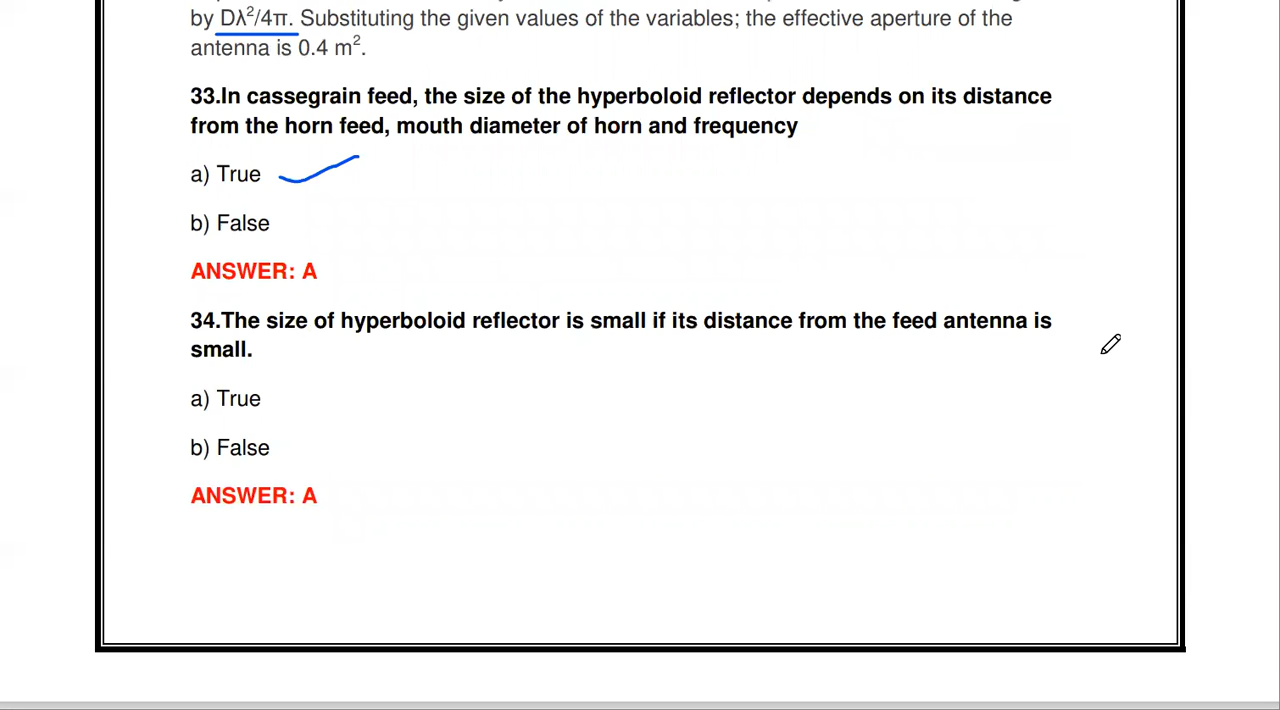 by Dλ²/4π. Substituting the given values of the variables; the effective aperture of the
antenna is 0.4 m².
33.In cassegrain feed, the size of the hyperboloid reflector depends on its distance
from the horn feed, mouth diameter of horn and frequency
a) True
b) False
ANSWER: A
34.The size of hyperboloid reflector is small if its distance from the feed antenna is
small.
a) True
b) False
ANSWER: A